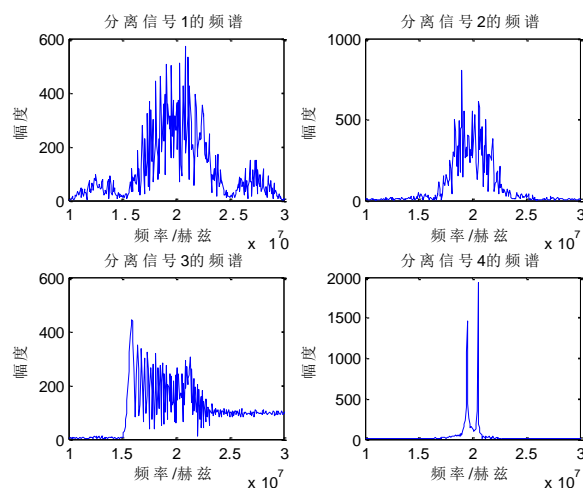 分离信号1的频谱
600
400
200
0
幅度
1 1.5 2 2.5 3
频率/赫兹
x 10^7
分离信号2的频谱
1000
500
0
幅度
1 1.5 2 2.5 3
频率/赫兹
x 10^7
分离信号3的频谱
600
400
200
0
幅度
1 1.5 2 2.5 3
频率/赫兹
x 10^7
分离信号4的频谱
2000
1500
1000
500
0
幅度
1 1.5 2 2.5 3
频率/赫兹
x 10^7